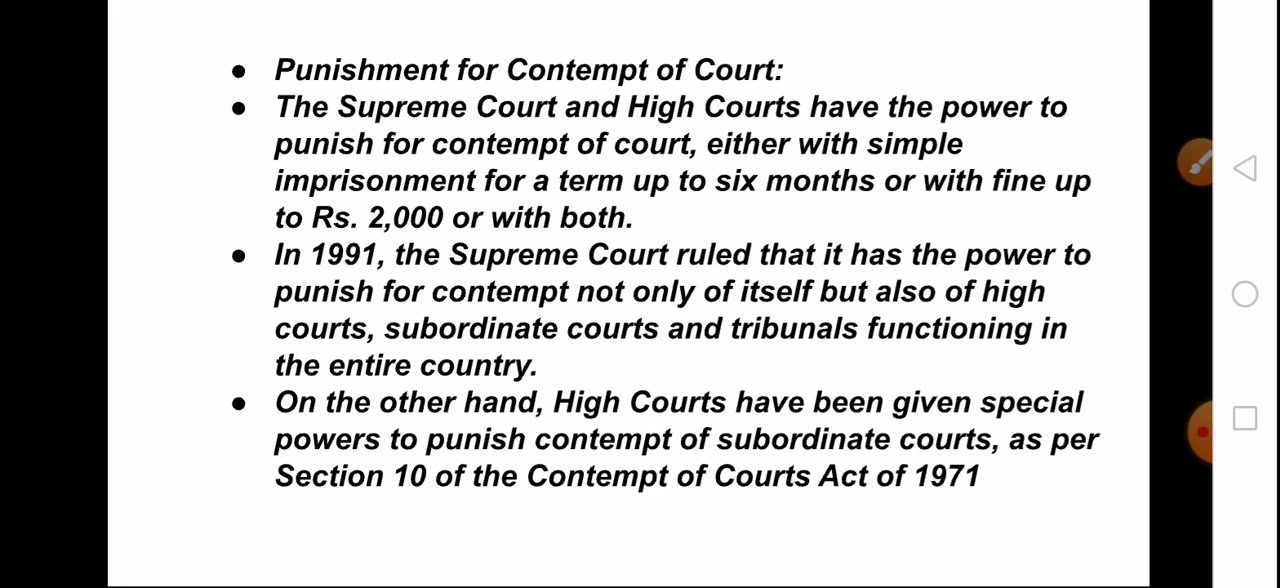 ● Punishment for Contempt of Court:
● The Supreme Court and High Courts have the power to
punish for contempt of court, either with simple
imprisonment for a term up to six months or with fine up
to Rs. 2,000 or with both.
● In 1991, the Supreme Court ruled that it has the power to
punish for contempt not only of itself but also of high
courts, subordinate courts and tribunals functioning in
the entire country.
● On the other hand, High Courts have been given special
powers to punish contempt of subordinate courts, as per
Section 10 of the Contempt of Courts Act of 1971